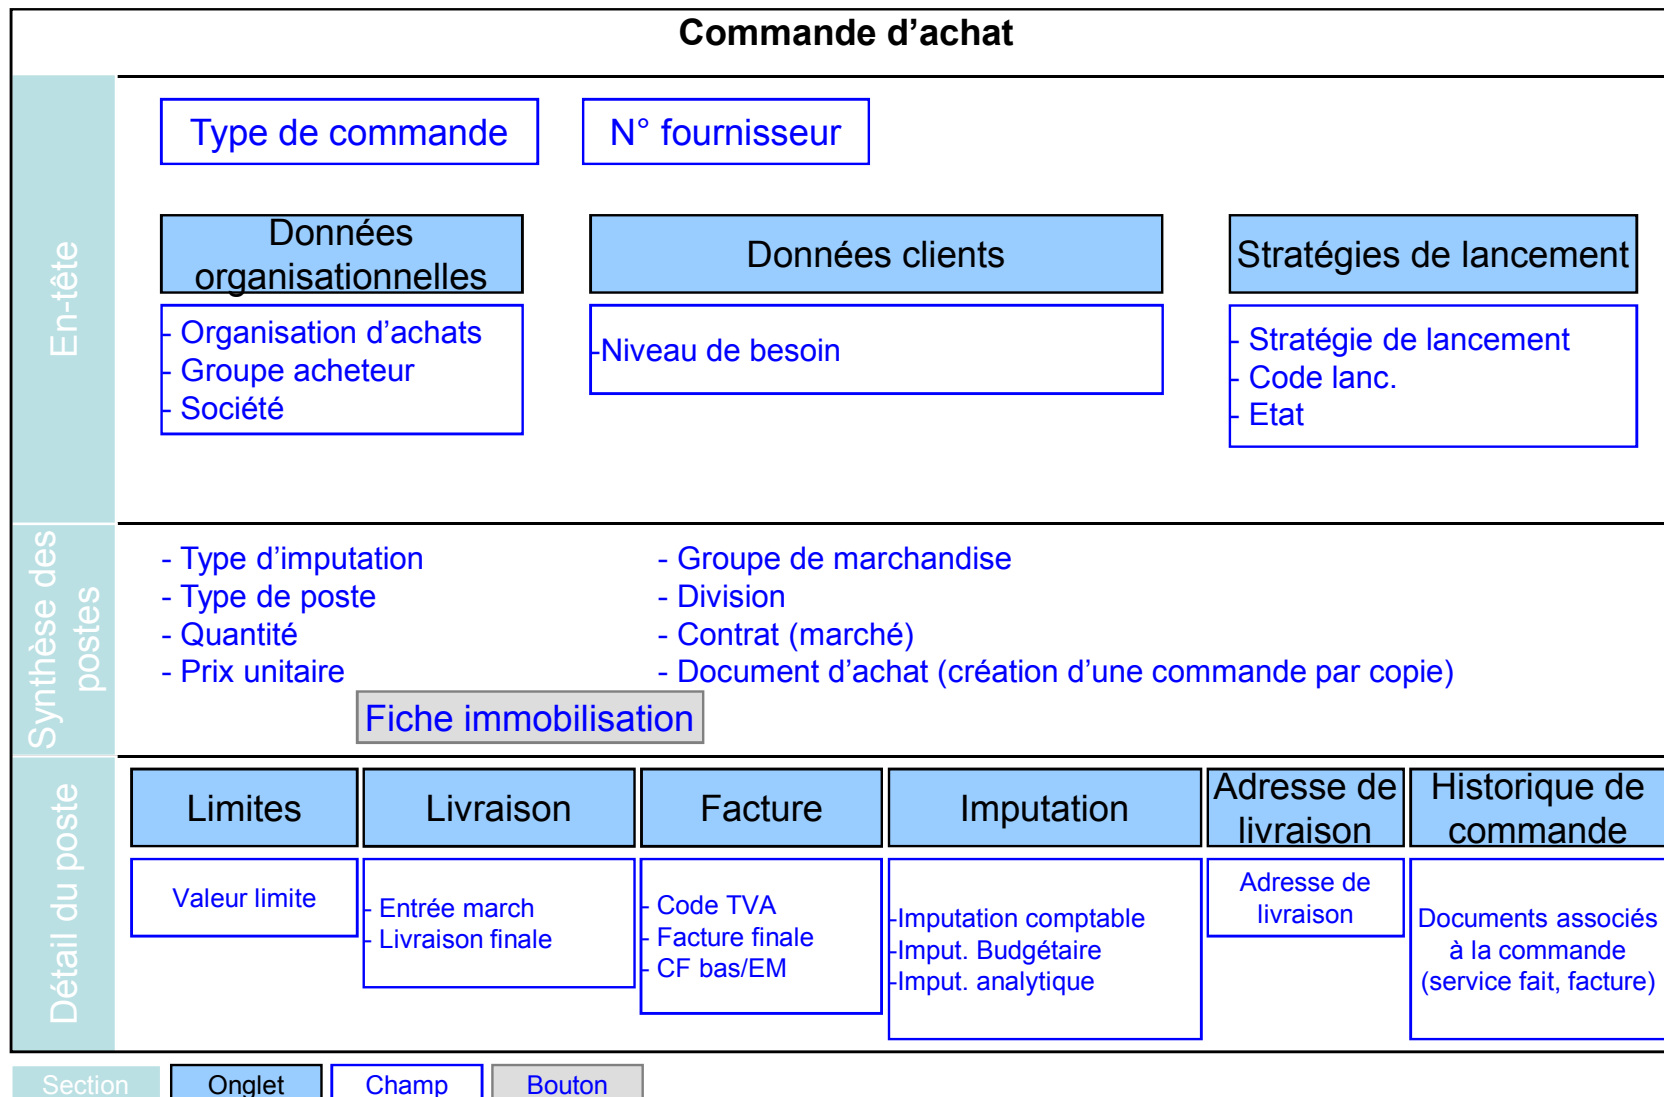 Commande d’achat
En-tête
Type de commande
N° fournisseur
Données
organisationnelles
- Organisation d’achats
- Groupe acheteur
- Société
Données clients
-Niveau de besoin
Stratégies de lancement
- Stratégie de lancement
- Code lanc.
- Etat
Synthèse des
postes
- Type d’imputation
- Type de poste
- Quantité
- Prix unitaire
- Groupe de marchandise
- Division
- Contrat (marché)
- Document d’achat (création d’une commande par copie)
Fiche immobilisation
Détail du poste
Limites
Valeur limite
Livraison
- Entrée march
- Livraison finale
Facture
- Code TVA
- Facture finale
- CF bas/EM
Imputation
-Imputation comptable
-Imput. Budgétaire
-Imput. analytique
Adresse de
livraison
Adresse de
livraison
Historique de
commande
Documents associés
à la commande
(service fait, facture)
Section
Onglet
Champ
Bouton